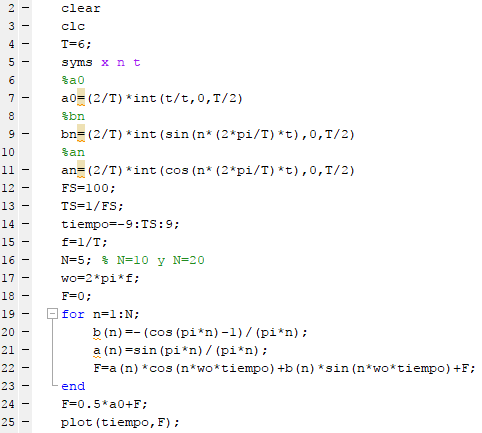 2 – clear
3 – clc
4 – T=6;
5 – syms x n t
6 %a0
7 – a0=(2/T)*int(t/t,0,T/2)
8 %bn
9 – bn=(2/T)*int(sin(n*(2*pi/T)*t),0,T/2)
10 %an
11 – an=(2/T)*int(cos(n*(2*pi/T)*t),0,T/2)
12 – FS=100;
13 – TS=1/FS;
14 – tiempo=-9:TS:9;
15 – f=1/T;
16 – N=5; % N=10 y N=20
17 – wo=2*pi*f;
18 – F=0;
19 – for n=1:N;
20 – b(n)=-(cos(pi*n)-1)/(pi*n);
21 – a(n)=sin(pi*n)/(pi*n);
22 – F=a(n)*cos(n*wo*tiempo)+b(n)*sin(n*wo*tiempo)+F;
23 – end
24 – F=0.5*a0+F;
25 – plot(tiempo,F);